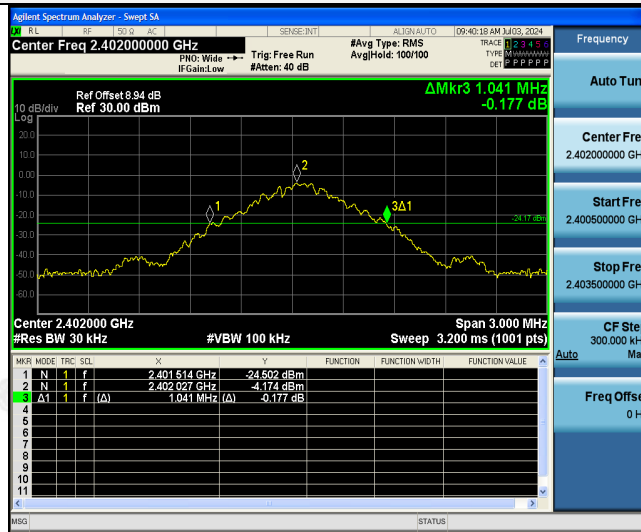 Agilent Spectrum Analyzer - Swept SA
LXI RL RF 50 Ω AC SENSE:INT ALIGN AUTO 09:40:18 AM Jul 03, 2024
Center Freq 2.402000000 GHz
PNO: Wide
IFGain:Low
Trig: Free Run
#Atten: 40 dB
#Avg Type: RMS
Avg|Hold: 100/100
TRACE 1 2 3 4 5 6
TYPE M W W W W W
DET P P P P P P
Ref Offset 8.94 dB
10 dB/div Ref 30.00 dBm
Log
ΔMkr3 1.041 MHz
-0.177 dB
20.0
10.0
0.00
-10.0
-20.0
-30.0
-40.0
-50.0
-60.0
1
2
3Δ1
-24.17 dBm
Center 2.402000 GHz Span 3.000 MHz
#Res BW 30 kHz #VBW 100 kHz Sweep 3.200 ms (1001 pts)
MKR MODE TRC SCL X Y FUNCTION FUNCTION WIDTH FUNCTION VALUE
1 N 1 f 2.401 514 GHz -24.502 dBm
2 N 1 f 2.402 027 GHz -4.174 dBm
3 Δ1 1 f (Δ) 1.041 MHz (Δ) -0.177 dB
4
5
6
7
8
9
10
11
MSG STATUS
Frequency
Auto Tun
Center Fre
2.402000000 GH
Start Fre
2.400500000 GH
Stop Fre
2.403500000 GH
CF Ste
300.000 kH
Auto Ma
Freq Offse
0 H